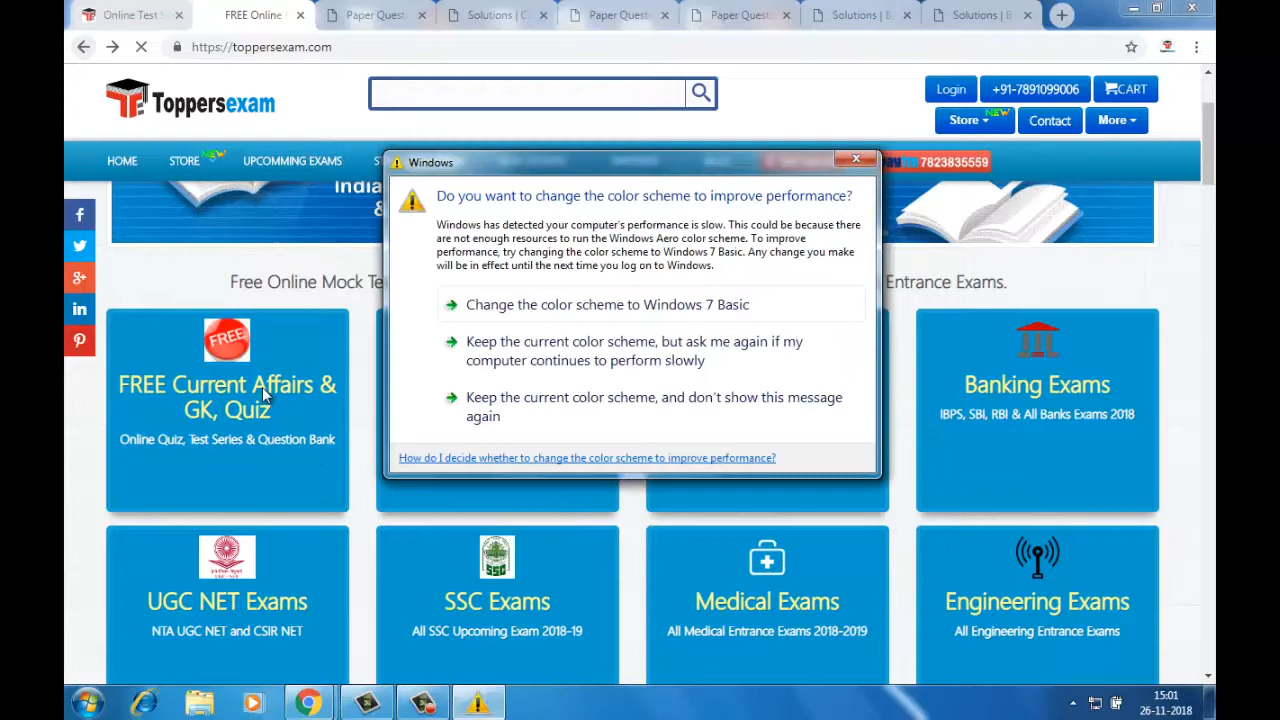 Online Test S
FREE Online
Paper Quest
Solutions | C
Paper Quest
Paper Quest
Solutions | B
Solutions | B
https://toppersexam.com
Toppersexam
Login
+91-7891099006
CART
Store
NEW
Contact
More
HOME
STORE
NEW
UPCOMMING EXAMS
7823835559
India
&
Free Online Mock Te
Entrance Exams.
Windows
Do you want to change the color scheme to improve performance?
Windows has detected your computer's performance is slow. This could be because there
are not enough resources to run the Windows Aero color scheme. To improve
performance, try changing the color scheme to Windows 7 Basic. Any change you make
will be in effect until the next time you log on to Windows.
Change the color scheme to Windows 7 Basic
Keep the current color scheme, but ask me again if my
computer continues to perform slowly
Keep the current color scheme, and don't show this message
again
How do I decide whether to change the color scheme to improve performance?
FREE
FREE Current Affairs &
GK, Quiz
Online Quiz, Test Series & Question Bank
Banking Exams
IBPS, SBI, RBI & All Banks Exams 2018
UGC NET Exams
NTA UGC NET and CSIR NET
SSC
SSC Exams
All SSC Upcoming Exam 2018-19
Medical Exams
All Medical Entrance Exams 2018-2019
Engineering Exams
All Engineering Entrance Exams
15:01
26-11-2018